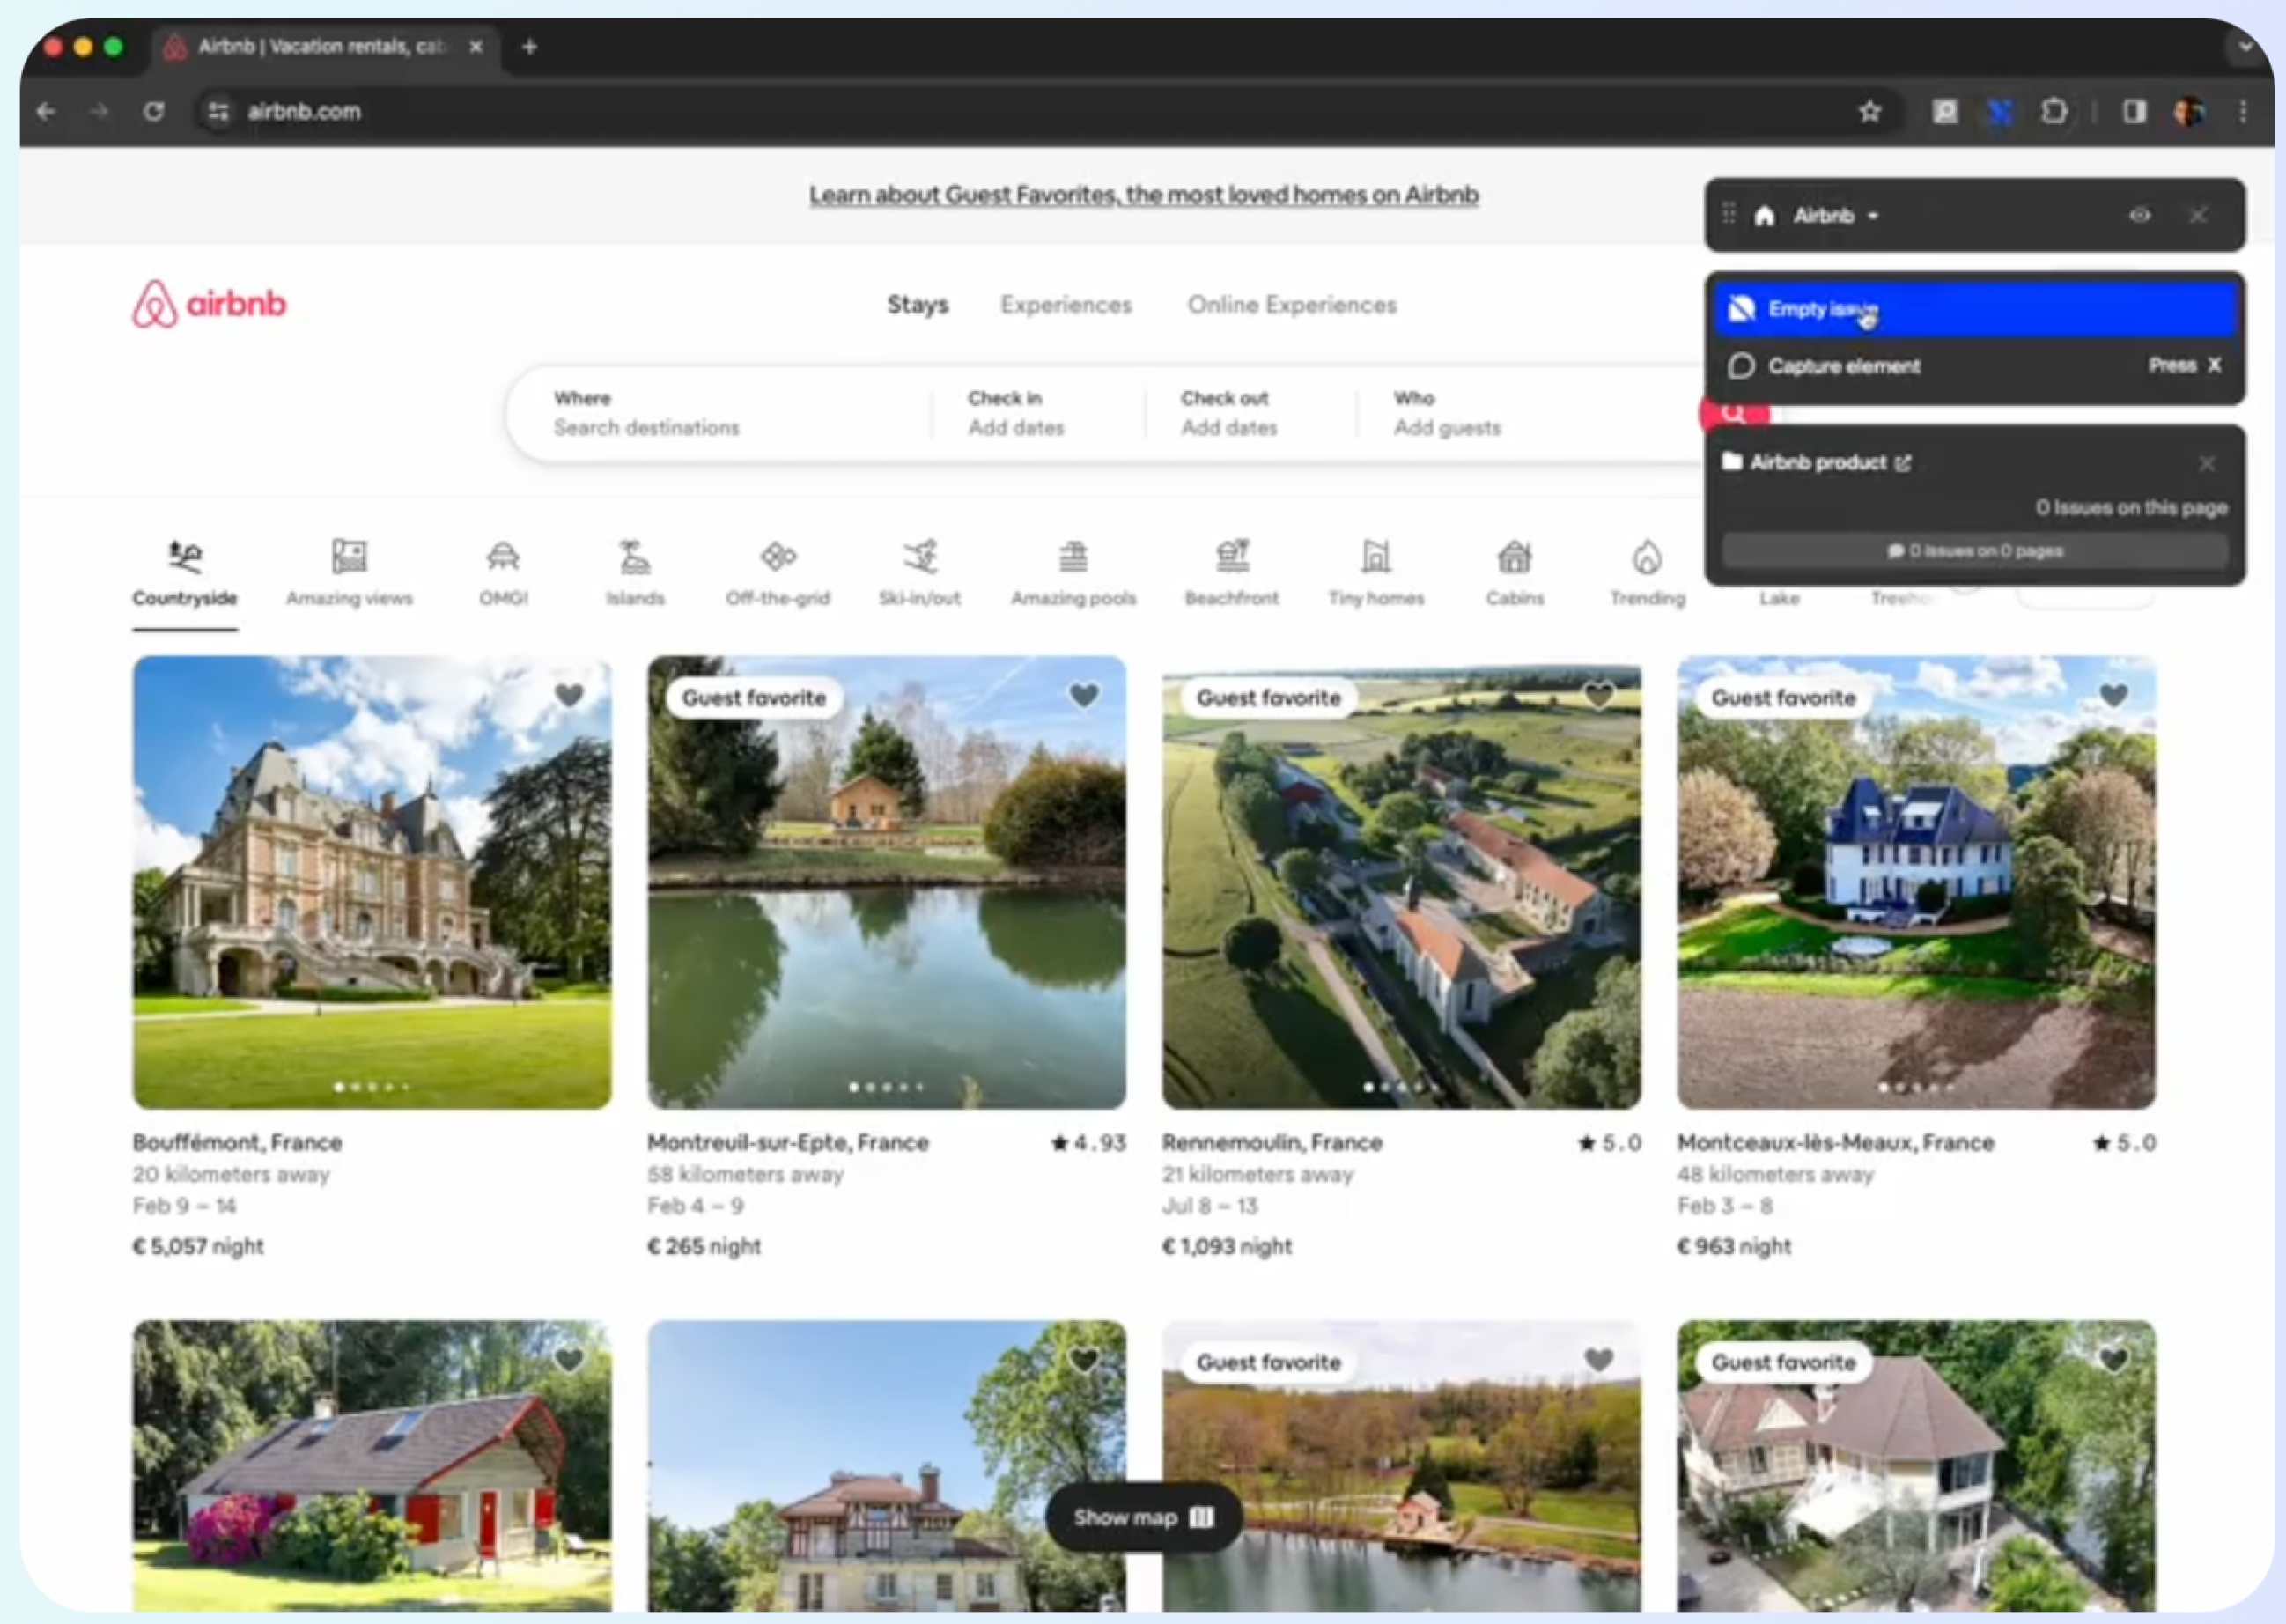 Airbnb | Vacation rentals, cab
airbnb.com
Learn about Guest Favorites, the most loved homes on Airbnb
Airbnb
airbnb
Stays Experiences Online Experiences
Empty issue
Capture element Press X
Where Check in Check out Who
Search destinations Add dates Add dates Add guests
Airbnb product
0 Issues on this page
0 issues on 0 pages
Countryside Amazing views OMG! Islands Off-the-grid Ski-in/out Amazing pools Beachfront Tiny homes Cabins Trending Lake
Guest favorite Guest favorite Guest favorite
Bouffémont, France
20 kilometers away
Feb 9 – 14
€ 5,057 night
Montreuil-sur-Epte, France 4.93
58 kilometers away
Feb 4 – 9
€ 265 night
Rennemoulin, France 5.0
21 kilometers away
Jul 8 – 13
€ 1,093 night
Montceaux-lès-Meaux, France 5.0
48 kilometers away
Feb 3 – 8
€ 963 night
Guest favorite Guest favorite
Show map